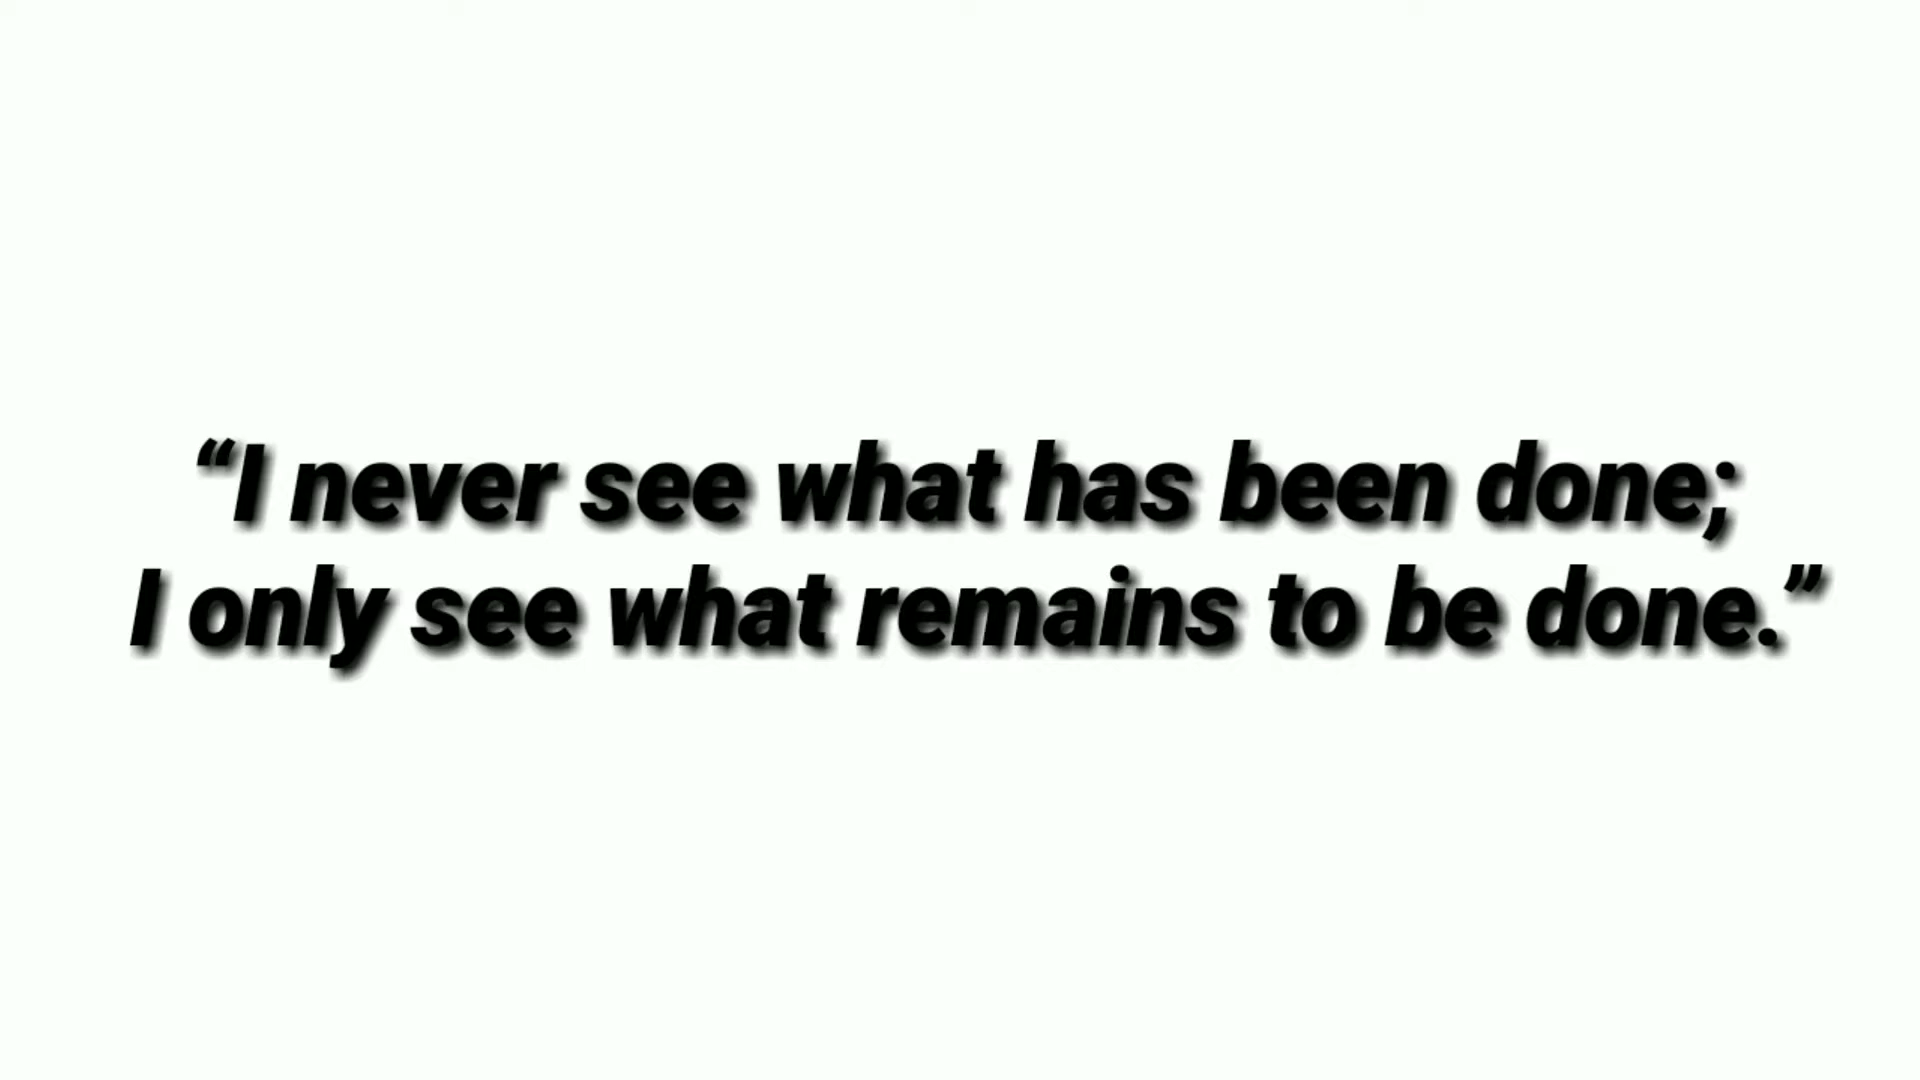 “I never see what has been done;
I only see what remains to be done.”